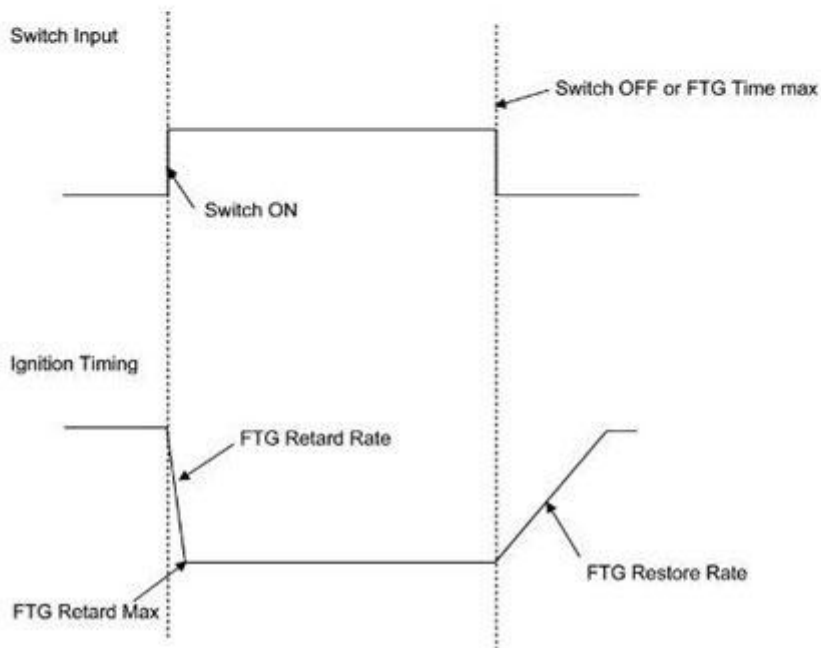 Switch Input
Switch OFF or FTG Time max
Switch ON
Ignition Timing
FTG Retard Rate
FTG Restore Rate
FTG Retard Max